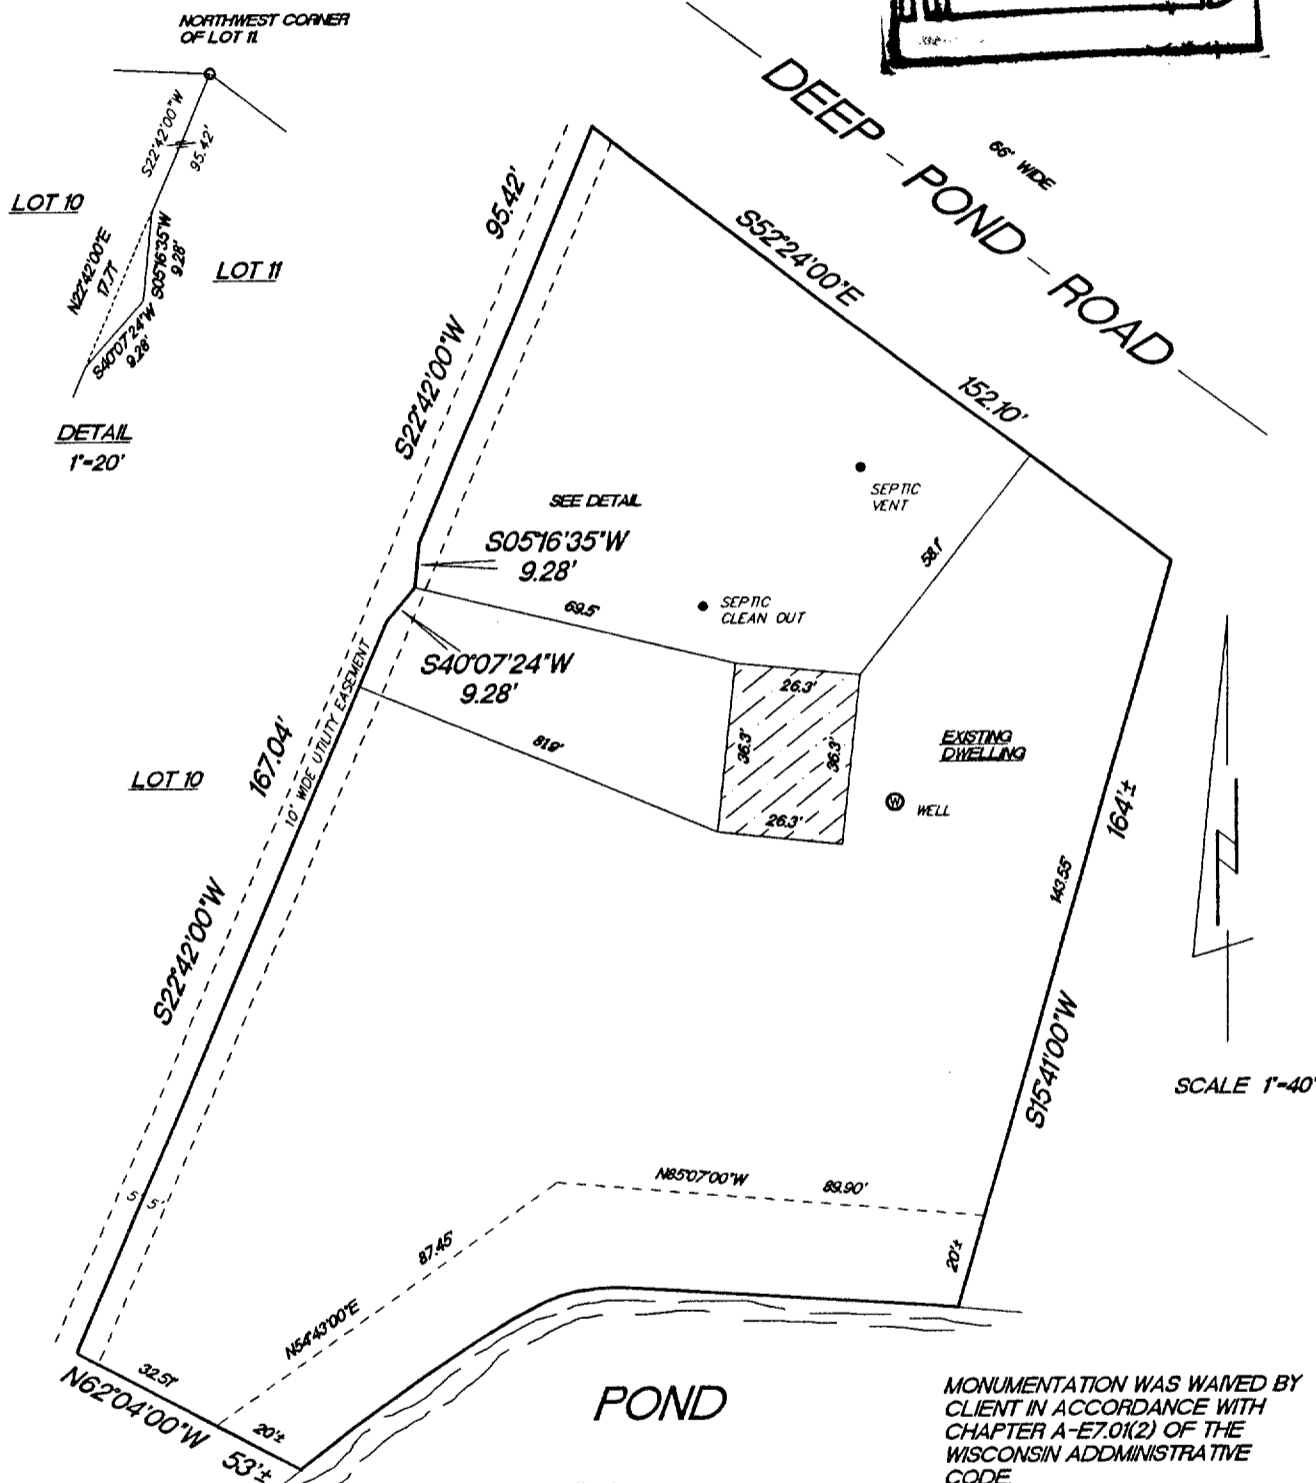 NORTHWEST CORNER
OF LOT 11.
S22°42'00"W
95.42'
LOT 10
N22°42'00"E
17.71'
S05°16'35"W
9.28'
LOT 11
S40°07'24"W
9.28'
DETAIL
1"=20'
DEEP - POND - ROAD
66' WIDE
95.42'
S22°42'00"W
S52°24'00"E
152.10'
SEPTIC
VENT
58.1'
SEE DETAIL
S05°16'35"W
9.28'
69.5'
SEPTIC
CLEAN OUT
S40°07'24"W
9.28'
26.3'
36.3'
36.3'
26.3'
81.9'
EXISTING
DWELLING
W
WELL
LOT 10
167.04'
10' WIDE UTILITY EASEMENT
S22°42'00"W
164'±
143.55'
S15°41'00"W
SCALE 1"=40'
5'
5'
N85°07'00"W
89.90'
20'±
87.45'
N54°43'00"E
32.51'
N62°04'00"W
20'±
53'±
POND
MONUMENTATION WAS WAIVED BY
CLIENT IN ACCORDANCE WITH
CHAPTER A-E7.01(2) OF THE
WISCONSIN ADDMINISTRATIVE
CODE.